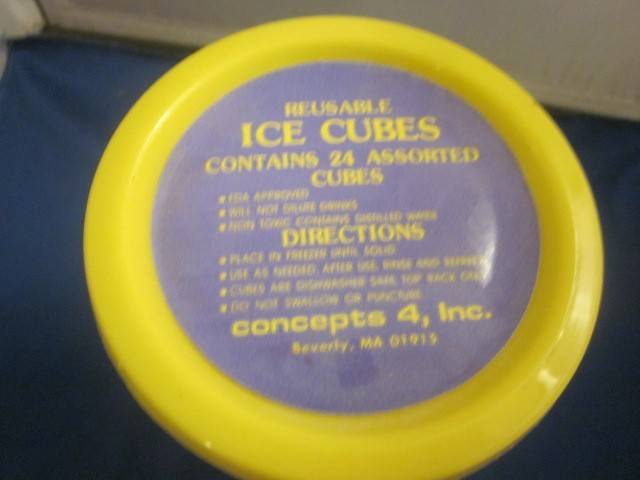 REUSABLE
ICE CUBES
CONTAINS 24 ASSORTED
CUBES
• FDA APPROVED
• WILL NOT DILUTE DRINKS
• NON TOXIC CONTAINS DISTILLED WATER
DIRECTIONS
• PLACE IN FREEZER UNTIL SOLID
• USE AS NEEDED. AFTER USE, RINSE AND REFREEZE
• CUBES ARE DISHWASHER SAFE, TOP RACK ONLY
• DO NOT SWALLOW OR PUNCTURE
concepts 4, Inc.
Beverly, MA 01915